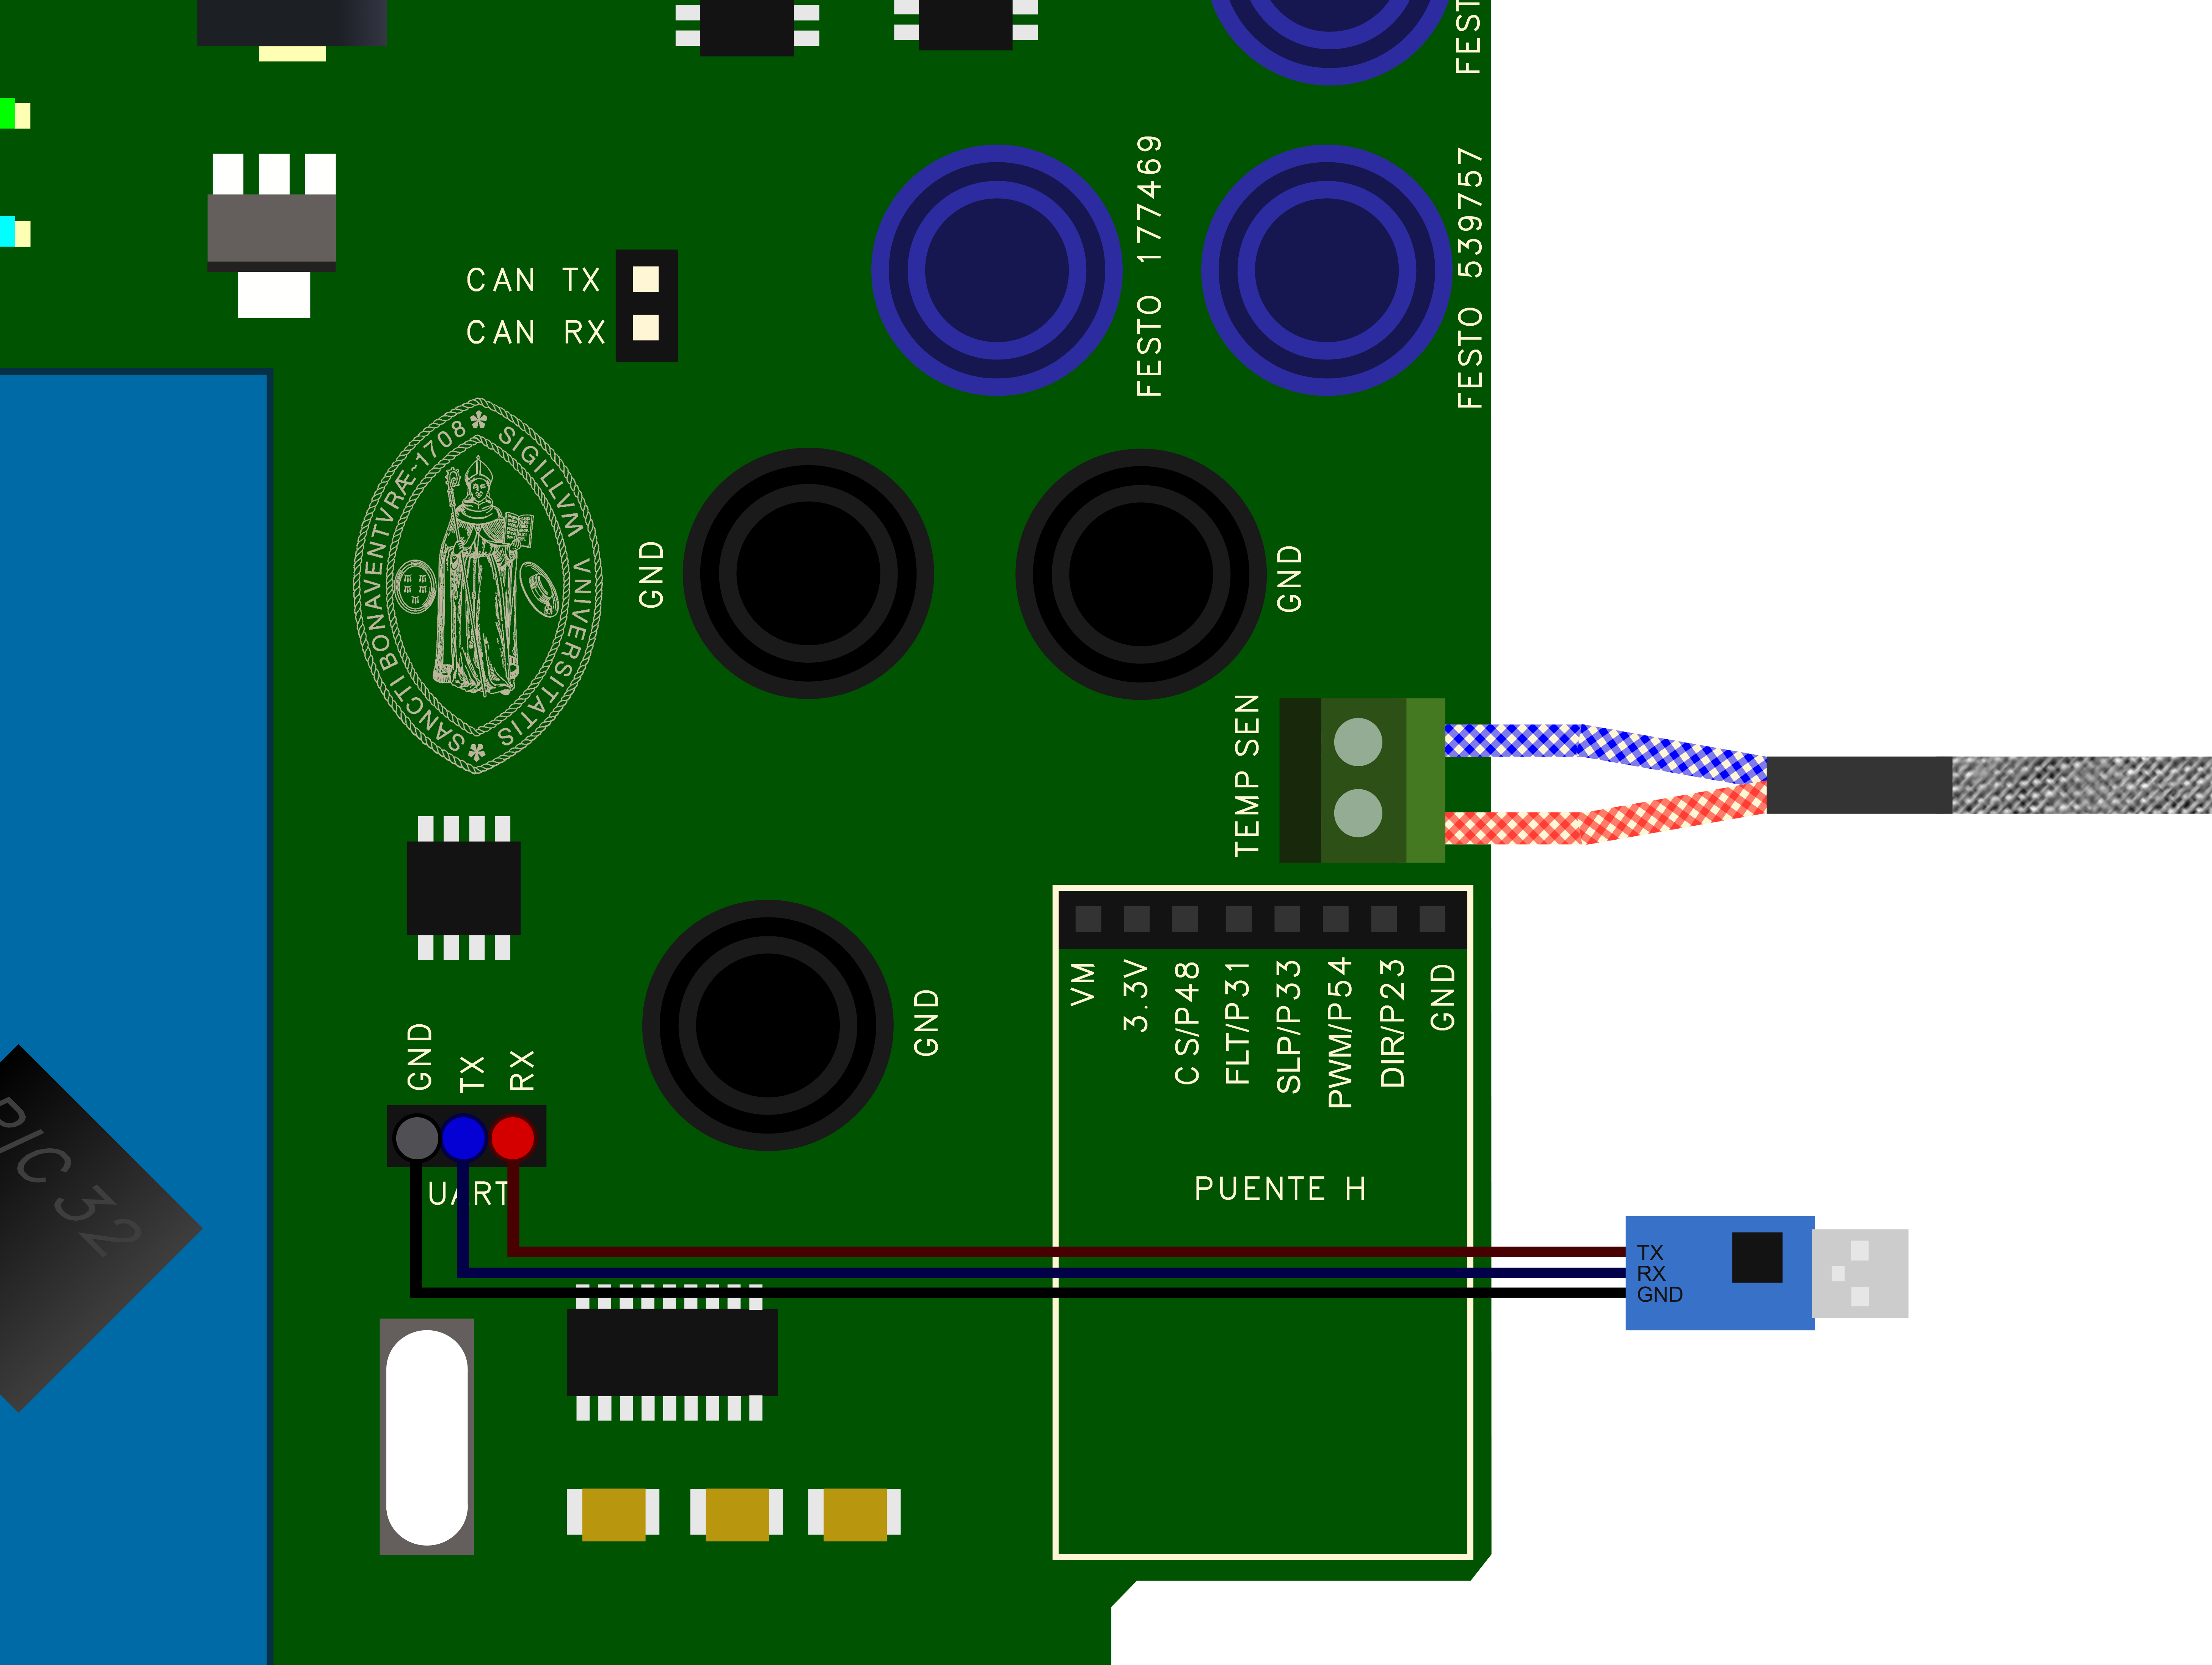 FEST
FESTO 177469
FESTO 539757
CAN TX
CAN RX
SIGILLVM VNIVERSITATIS
SANCTI BONAVENTVRÆ~1708
GND
GND
TEMP SEN
GND
VM
3.3V
CS/P48
FLT/P31
SLP/P33
PWM/P54
DIR/P23
GND
GND
TX
RX
UART
PUENTE H
PIC 32
TX
RX
GND